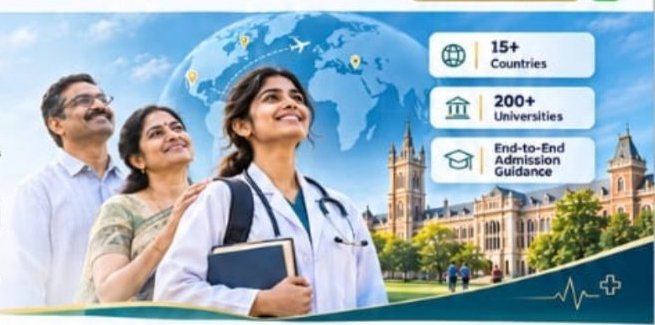 15+
Countries
200+
Universities
End-to-End
Admission
Guidance